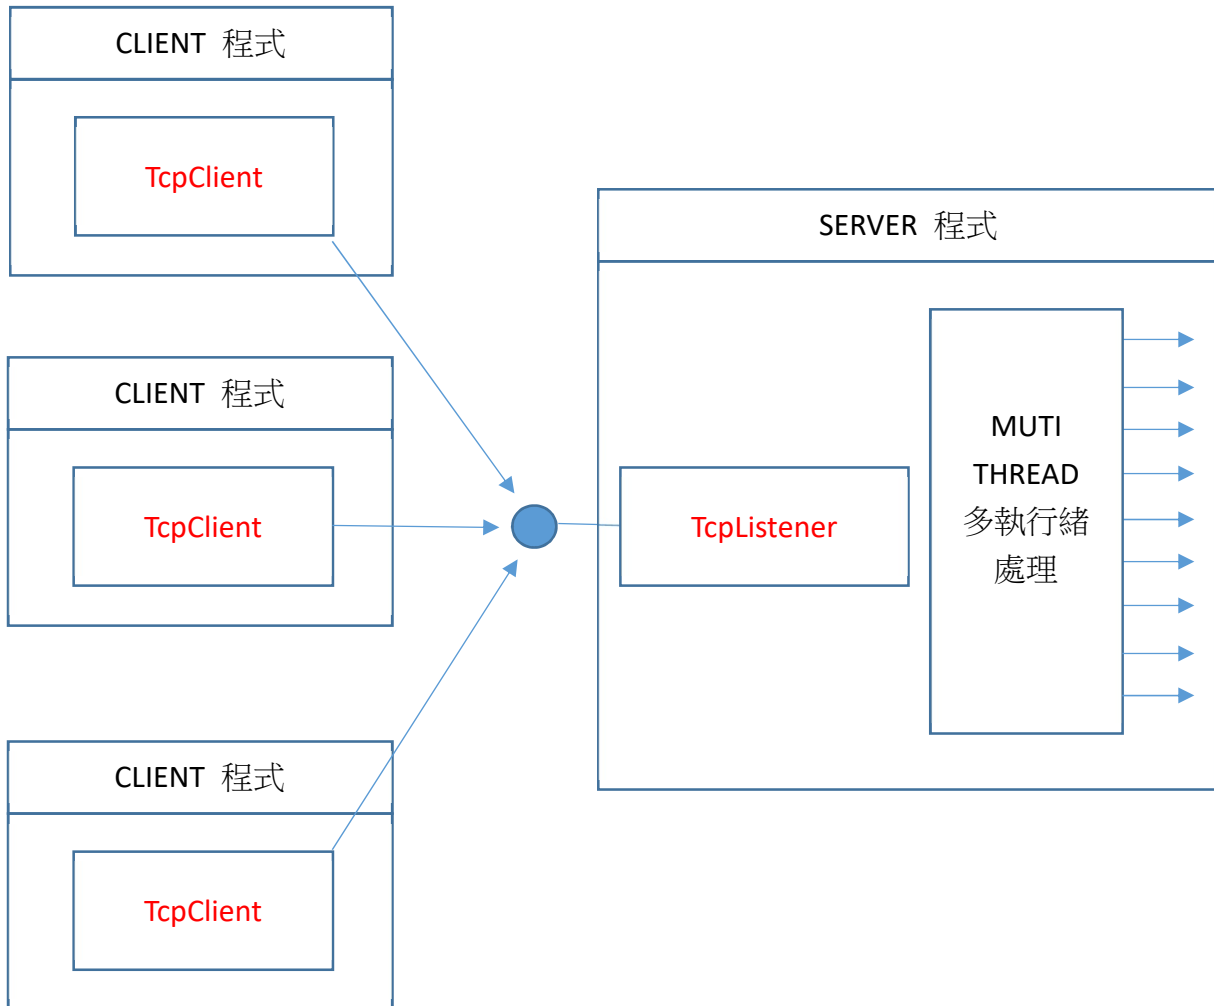 CLIENT 程式
TcpClient
CLIENT 程式
TcpClient
CLIENT 程式
TcpClient
SERVER 程式
TcpListener
MUTI
THREAD
多執行緒
處理